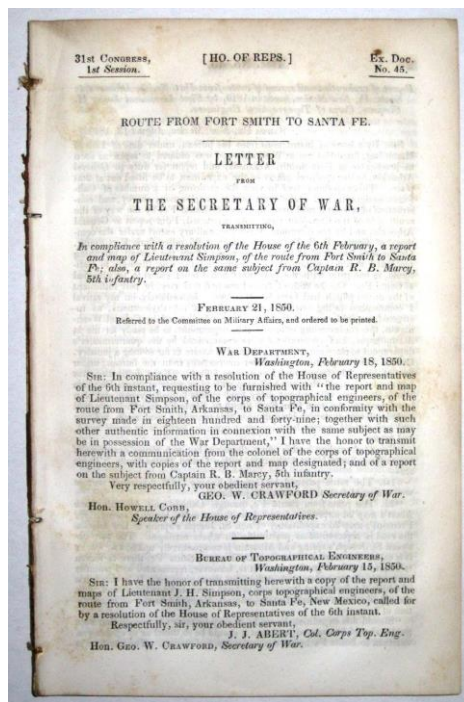 31st Congress,
1st Session.
[HO. OF REPS.]
Ex. Doc.
No. 45.
ROUTE FROM FORT SMITH TO SANTA FE.
LETTER
FROM
THE SECRETARY OF WAR,
TRANSMITTING,
In compliance with a resolution of the House of the 6th February, a report
and map of Lieutenant Simpson, of the route from Fort Smith to Santa
Fe; also, a report on the same subject from Captain R. B. Marcy,
5th infantry.
February 21, 1850.
Referred to the Committee on Military Affairs, and ordered to be printed.
War Department,
Washington, February 18, 1850.
Sir: In compliance with a resolution of the House of Representatives
of the 6th instant, requesting to be furnished with "the report and map
of Lieutenant Simpson, of the corps of topographical engineers, of the
route from Fort Smith, Arkansas, to Santa Fe, in conformity with the
survey made in eighteen hundred and forty-nine; together with such
other authentic information in connexion with the same subject as may
be in possession of the War Department," I have the honor to transmit
herewith a communication from the colonel of the corps of topographical
engineers, with copies of the report and map designated; and of a report
on the subject from Captain R. B. Marcy, 5th infantry.
Very respectfully, your obedient servant,
GEO. W. CRAWFORD Secretary of War.
Hon. Howell Cobb,
Speaker of the House of Representatives.
Bureau of Topographical Engineers,
Washington, February 15, 1850.
Sir: I have the honor of transmitting herewith a copy of the report and
maps of Lieutenant J. H. Simpson, corps topographical engineers, of the
route from Fort Smith, Arkansas, to Santa Fe, New Mexico, called for
by a resolution of the House of Representatives of the 6th instant.
Respectfully, sir, your obedient servant,
J. J. ABERT, Col. Corps Top. Eng.
Hon. Geo. W. Crawford, Secretary of War.